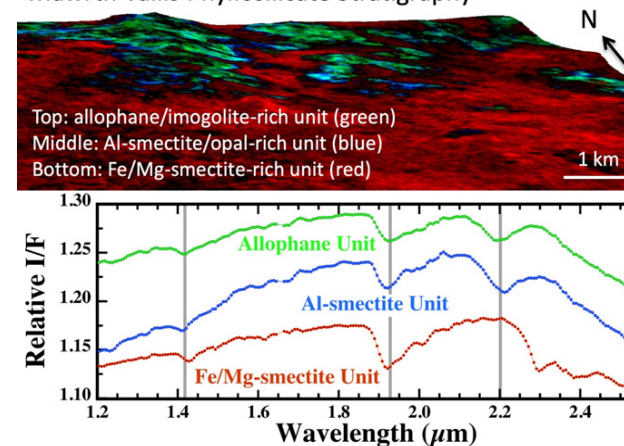 N
Top: allophane/imogolite-rich unit (green)
Middle: Al-smectite/opal-rich unit (blue)
Bottom: Fe/Mg-smectite-rich unit (red)
1 km
1.30
1.25
1.20
1.15
1.10
Relative I/F
Allophane Unit
Al-smectite Unit
Fe/Mg-smectite Unit
1.2 1.4 1.6 1.8 2.0 2.2 2.4
Wavelength (µm)